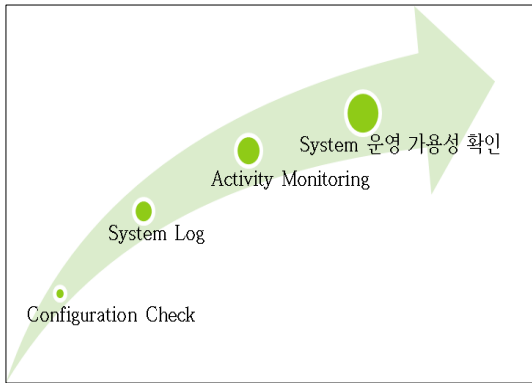 System 운영 가용성 확인
Activity Monitoring
System Log
Configuration Check